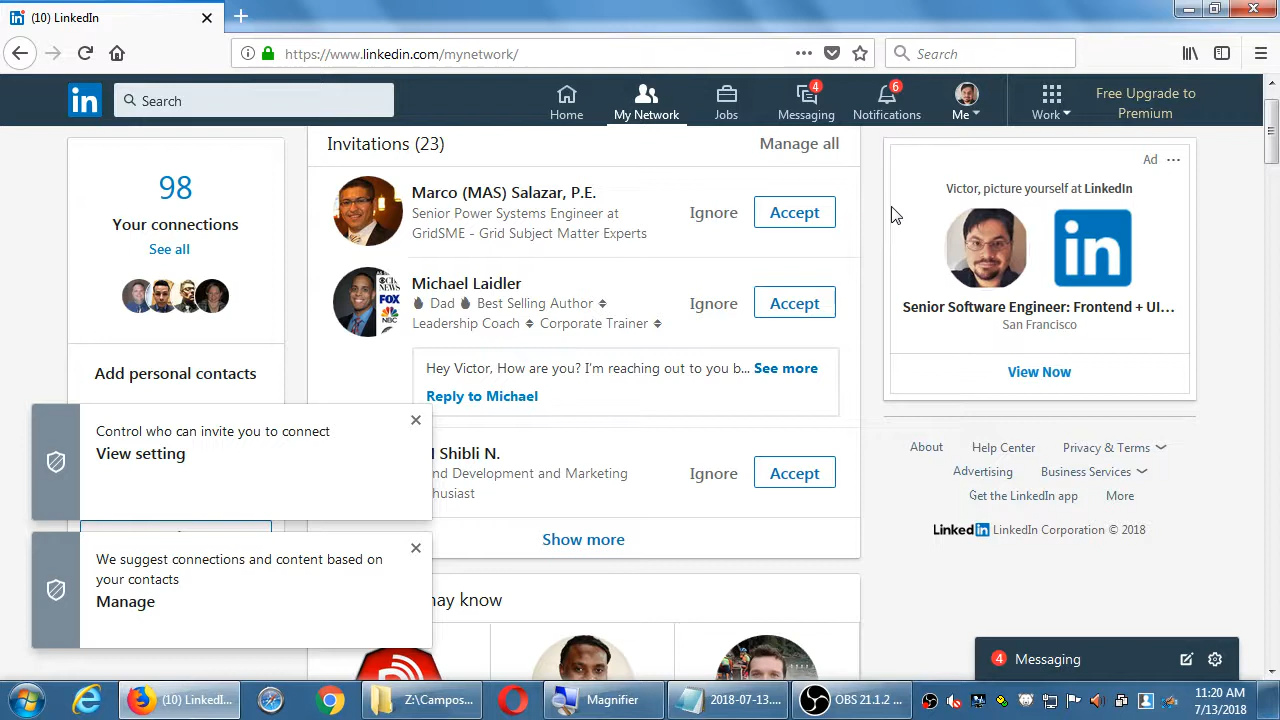 (10) LinkedIn
https://www.linkedin.com/mynetwork/
Search
in
Search
Home
My Network
Jobs
4
Messaging
6
Notifications
Me
Work
Free Upgrade to
Premium
98
Your connections
See all
Add personal contacts
Invitations (23)
Manage all
Marco (MAS) Salazar, P.E.
Senior Power Systems Engineer at
GridSME - Grid Subject Matter Experts
Ignore
Accept
Michael Laidler
Dad Best Selling Author
Leadership Coach Corporate Trainer
Ignore
Accept
NEWS
FOX
NBC
Hey Victor, How are you? I'm reaching out to you b... See more
Reply to Michael
Shibli N.
nd Development and Marketing
husiast
Ignore
Accept
Show more
may know
Control who can invite you to connect
View setting
We suggest connections and content based on
your contacts
Manage
Ad
Victor, picture yourself at LinkedIn
in
Senior Software Engineer: Frontend + UI...
San Francisco
View Now
About
Help Center
Privacy & Terms
Advertising
Business Services
Get the LinkedIn app
More
LinkedIn LinkedIn Corporation © 2018
4 Messaging
(10) LinkedI...
Z:\Campos...
Magnifier
2018-07-13....
OBS 21.1.2 ...
11:20 AM
7/13/2018